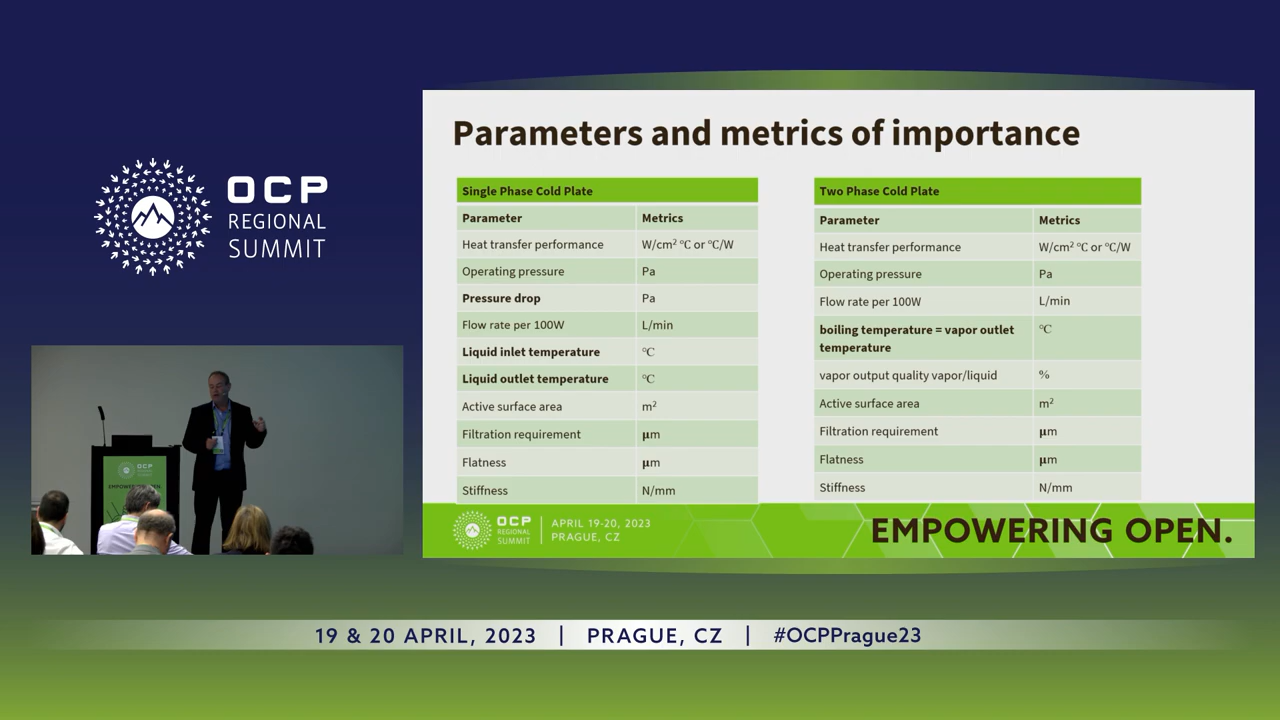 OCP
REGIONAL
SUMMIT
Parameters and metrics of importance
Single Phase Cold Plate
Parameter Metrics
Heat transfer performance W/cm² ℃ or ℃/W
Operating pressure Pa
Pressure drop Pa
Flow rate per 100W L/min
Liquid inlet temperature ℃
Liquid outlet temperature ℃
Active surface area m²
Filtration requirement μm
Flatness μm
Stiffness N/mm
Two Phase Cold Plate
Parameter Metrics
Heat transfer performance W/cm² ℃ or ℃/W
Operating pressure Pa
Flow rate per 100W L/min
boiling temperature = vapor outlet ℃
temperature
vapor output quality vapor/liquid %
Active surface area m²
Filtration requirement μm
Flatness μm
Stiffness N/mm
OCP
REGIONAL
SUMMIT
APRIL 19-20, 2023
PRAGUE, CZ
EMPOWERING OPEN.
OCP
19 & 20 APRIL, 2023 | PRAGUE, CZ | #OCPPrague23